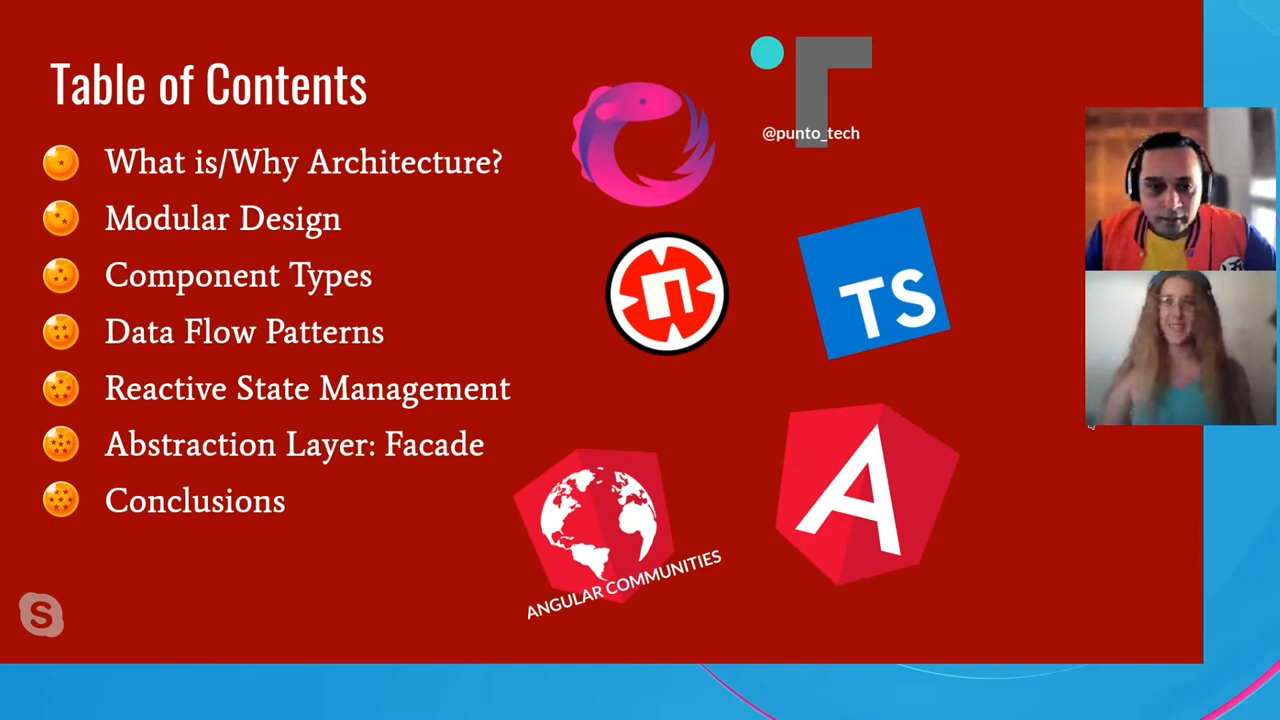 Table of Contents
What is/Why Architecture?
Modular Design
Component Types
Data Flow Patterns
Reactive State Management
Abstraction Layer: Facade
Conclusions
@punto_tech
TS
A
ANGULAR COMMUNITIES
S